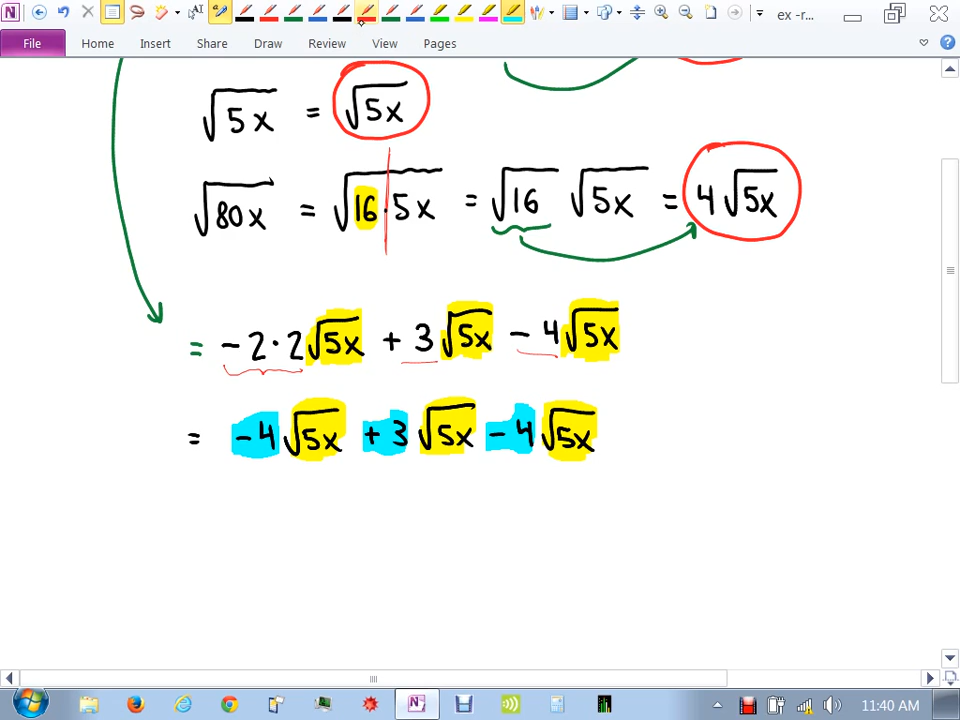 ex -r...
File Home Insert Share Draw Review View Pages
√5x = √5x
√80x = √16·5x = √16 √5x = 4√5x
= -2·2√5x + 3√5x - 4√5x
= -4√5x + 3√5x - 4√5x
11:40 AM